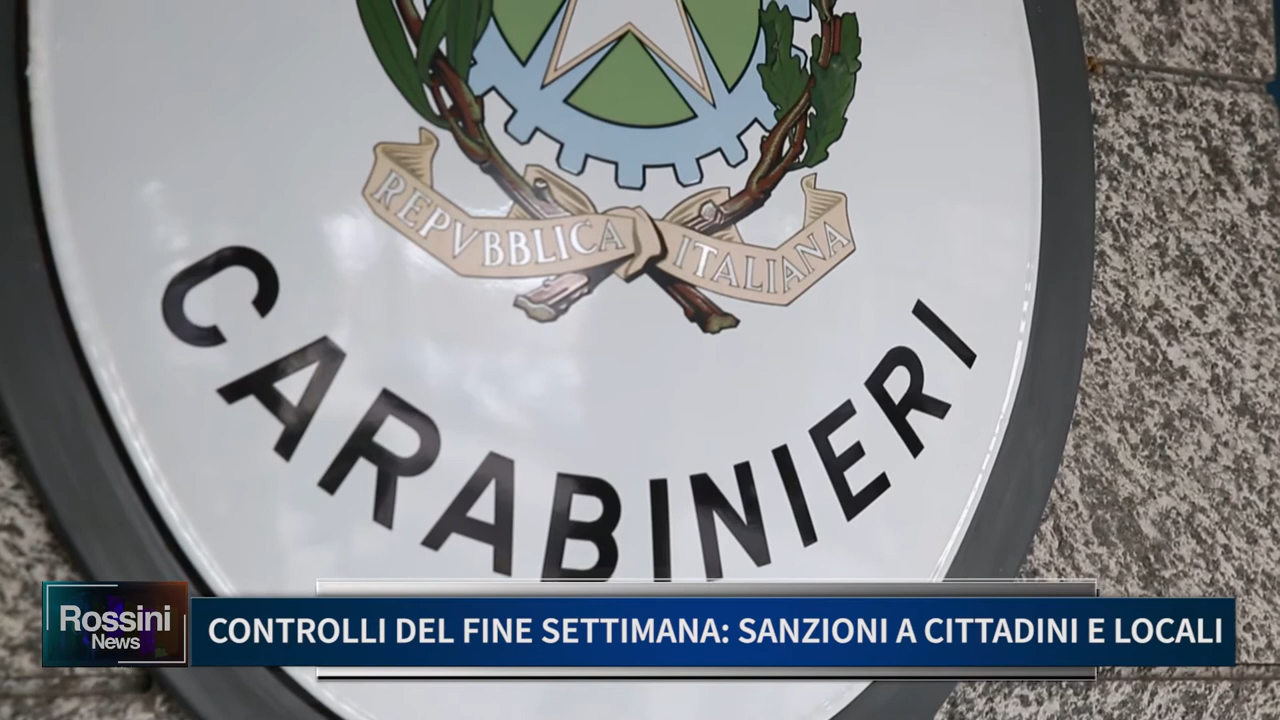 REPVBBLICA ITALIANA
CARABINIERI
Rossini
News
CONTROLLI DEL FINE SETTIMANA: SANZIONI A CITTADINI E LOCALI